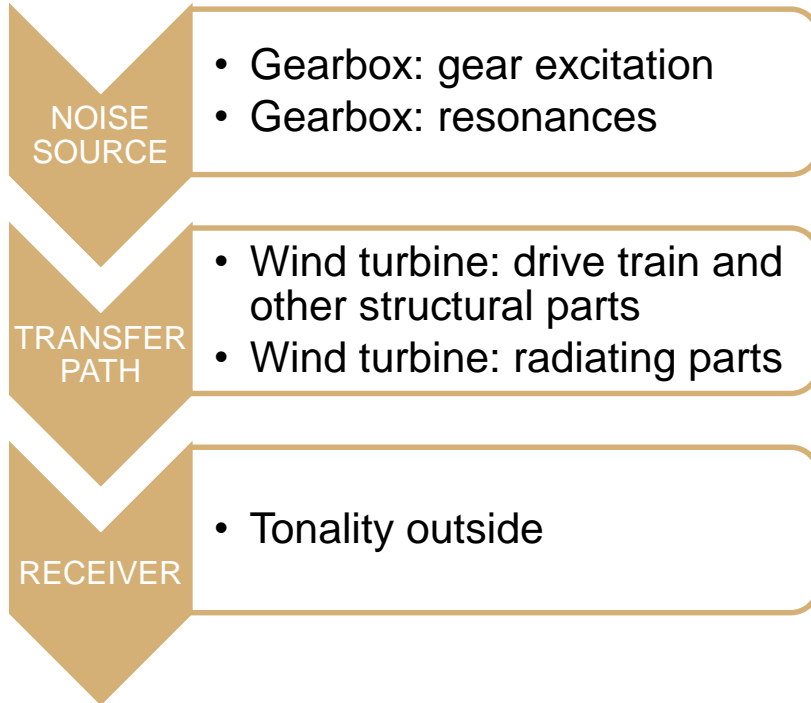 NOISE
SOURCE
• Gearbox: gear excitation
• Gearbox: resonances
TRANSFER
PATH
• Wind turbine: drive train and
other structural parts
• Wind turbine: radiating parts
RECEIVER
• Tonality outside